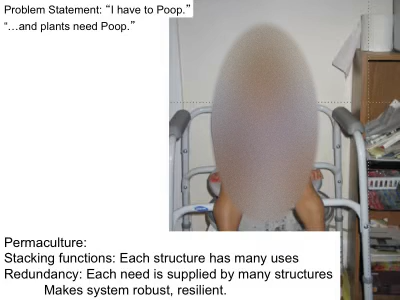 Problem Statement: “I have to Poop.”
“…and plants need Poop.”
Permaculture:
Stacking functions: Each structure has many uses
Redundancy: Each need is supplied by many structures
Makes system robust, resilient.